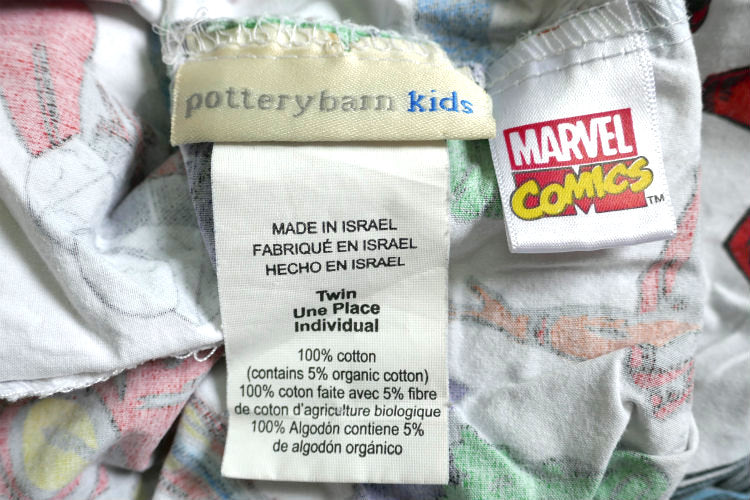 potterybarn kids
MARVEL
COMICS
TM
MADE IN ISRAEL
FABRIQUÉ EN ISRAEL
HECHO EN ISRAEL
Twin
Une Place
Individual
100% cotton
(contains 5% organic cotton)
100% coton faite avec 5% fibre
de coton d'agriculture biologique
100% Algodón contiene 5%
de algodón orgánico